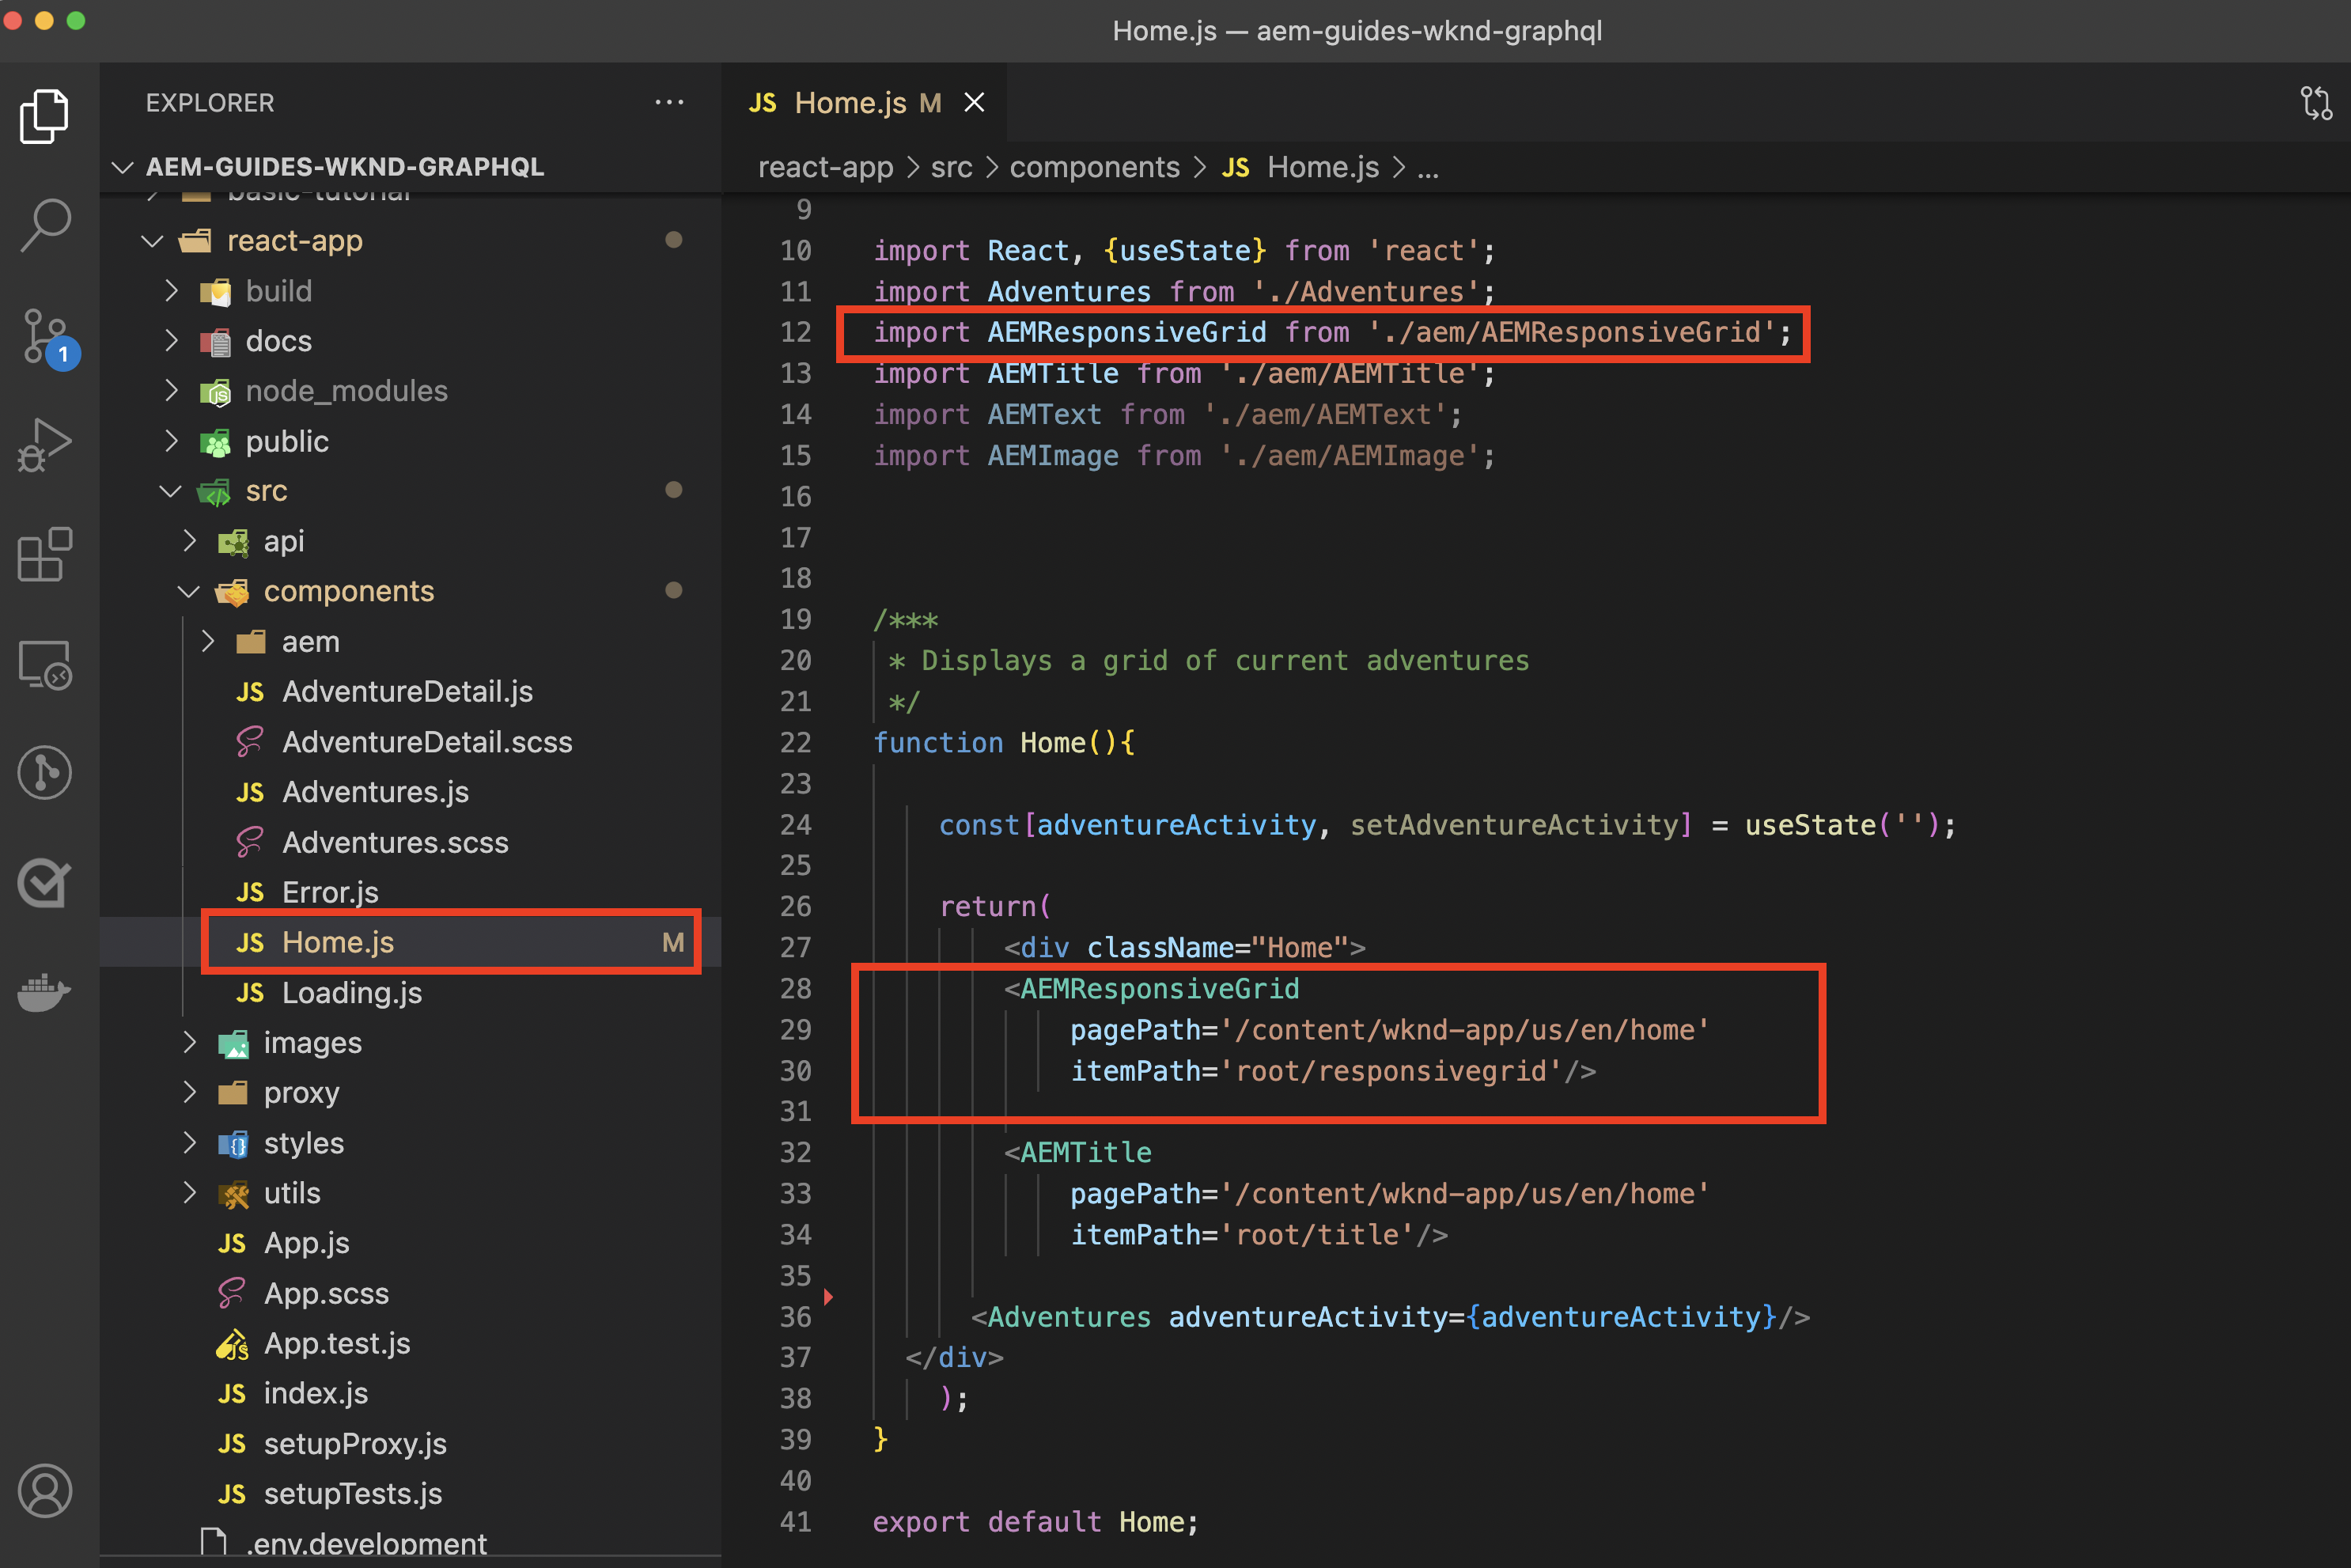 Home.js — aem-guides-wknd-graphql
EXPLORER
AEM-GUIDES-WKND-GRAPHQL
basic-tutorial
react-app
build
docs
node_modules
public
src
api
components
aem
JS AdventureDetail.js
AdventureDetail.scss
JS Adventures.js
Adventures.scss
JS Error.js
JS Home.js M
JS Loading.js
images
proxy
styles
utils
JS App.js
App.scss
JS App.test.js
JS index.js
JS setupProxy.js
JS setupTests.js
.env.development
1
JS Home.js M
react-app > src > components > JS Home.js > ...
9
10 import React, {useState} from 'react';
11 import Adventures from './Adventures';
12 import AEMResponsiveGrid from './aem/AEMResponsiveGrid';
13 import AEMTitle from './aem/AEMTitle';
14 import AEMText from './aem/AEMText';
15 import AEMImage from './aem/AEMImage';
16
17
18
19 /***
20 * Displays a grid of current adventures
21 */
22 function Home(){
23
24 const[adventureActivity, setAdventureActivity] = useState('');
25
26 return(
27 <div className="Home">
28 <AEMResponsiveGrid
29 pagePath='/content/wknd-app/us/en/home'
30 itemPath='root/responsivegrid'/>
31
32 <AEMTitle
33 pagePath='/content/wknd-app/us/en/home'
34 itemPath='root/title'/>
35
36 <Adventures adventureActivity={adventureActivity}/>
37 </div>
38 );
39 }
40
41 export default Home;